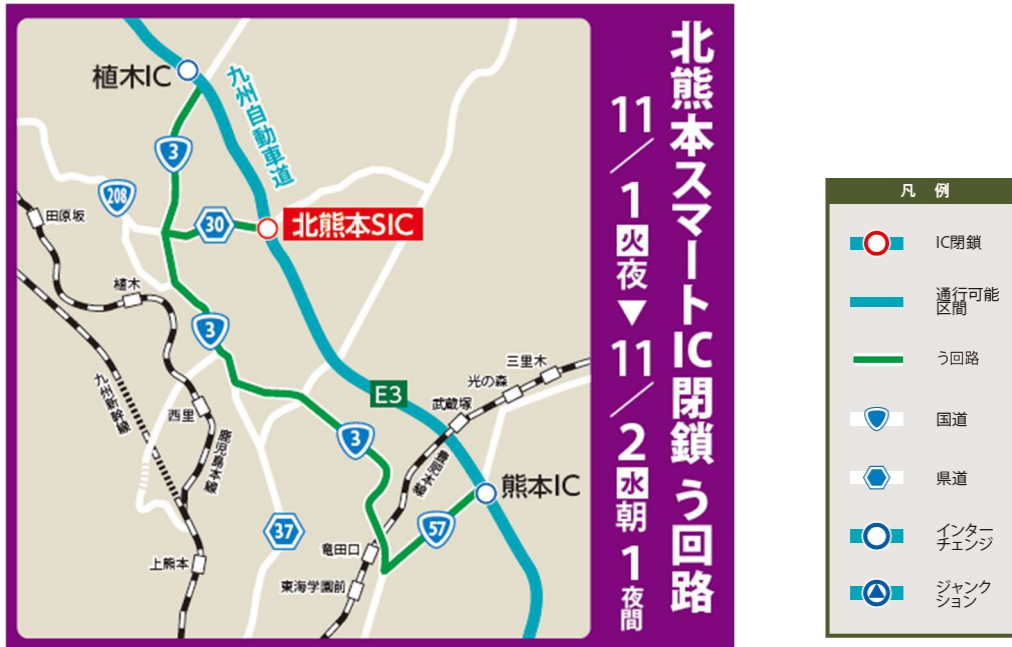 北熊本スマートIC閉鎖 う回路
11/1火夜▼11/2水朝1夜間
植木IC
九州自動車道
3
208
田原坂
30
北熊本SIC
植木
3
三里木
光の森
E3
武蔵塚
九州新幹線
西里
鹿児島本線
3
豊肥本線
熊本IC
37
57
竜田口
上熊本
東海学園前
凡 例
IC閉鎖
通行可能
区間
う回路
国道
県道
インター
チェンジ
ジャンク
ション